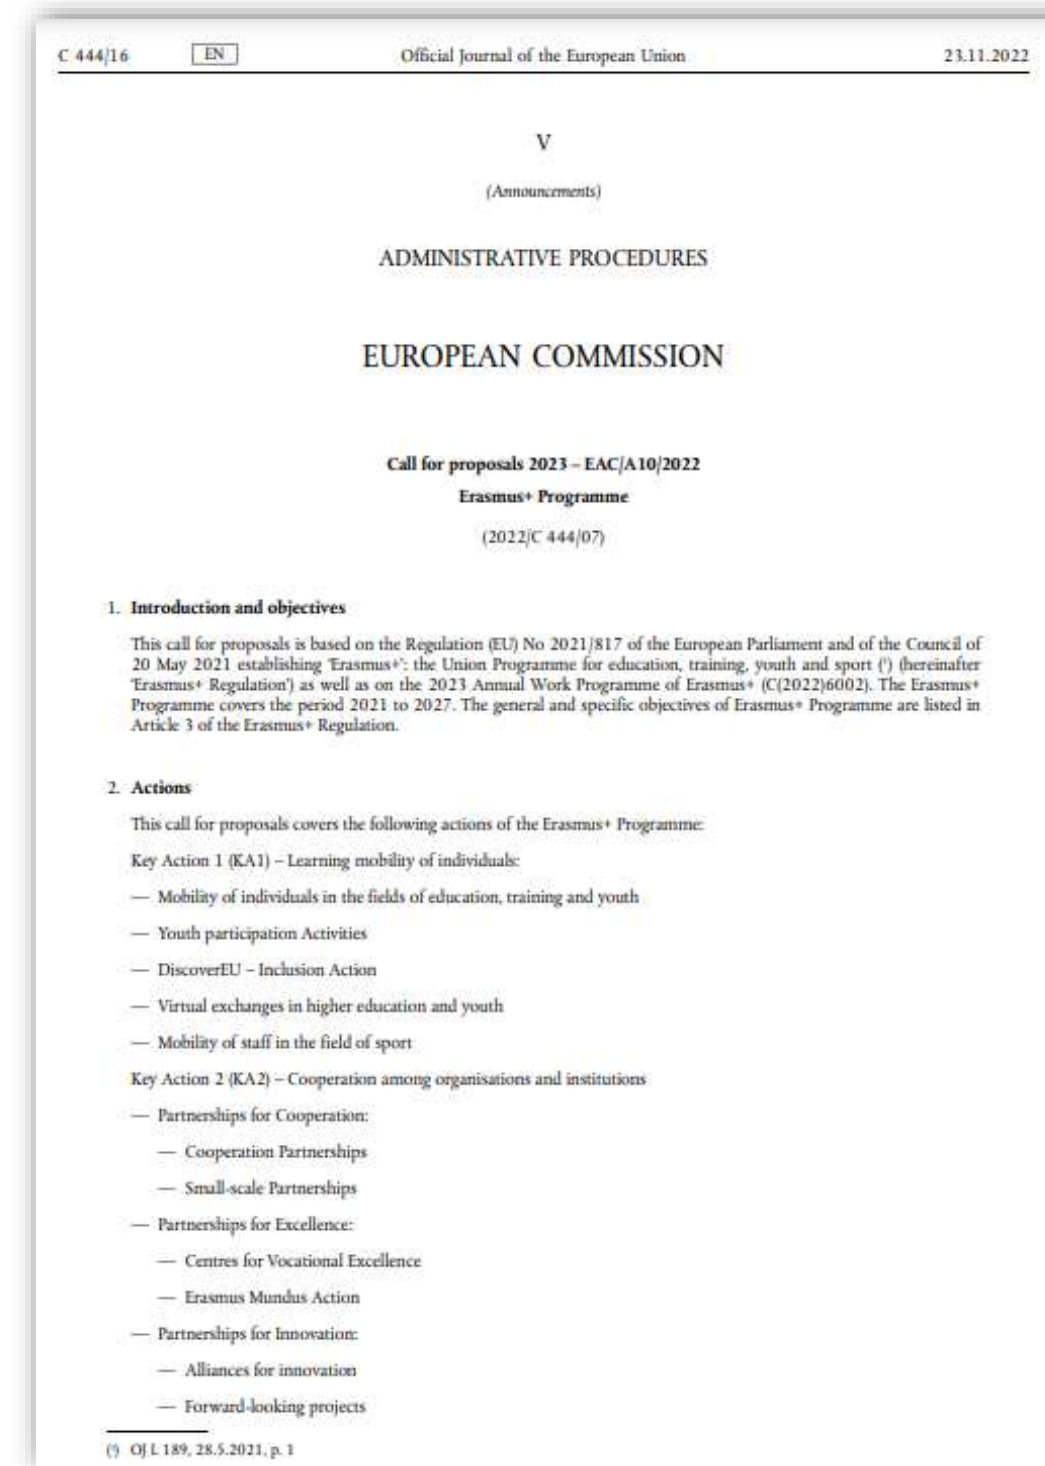 C 444/16 EN Official Journal of the European Union 23.11.2022
V
(Announcements)
ADMINISTRATIVE PROCEDURES
EUROPEAN COMMISSION
Call for proposals 2023 – EAC/A10/2022
Erasmus+ Programme
(2022/C 444/07)
1. Introduction and objectives
This call for proposals is based on the Regulation (EU) No 2021/817 of the European Parliament and of the Council of
20 May 2021 establishing ‘Erasmus+’: the Union Programme for education, training, youth and sport (¹) (hereinafter
‘Erasmus+ Regulation’) as well as on the 2023 Annual Work Programme of Erasmus+ (C(2022)6002). The Erasmus+
Programme covers the period 2021 to 2027. The general and specific objectives of Erasmus+ Programme are listed in
Article 3 of the Erasmus+ Regulation.
2. Actions
This call for proposals covers the following actions of the Erasmus+ Programme:
Key Action 1 (KA1) – Learning mobility of individuals:
— Mobility of individuals in the fields of education, training and youth
— Youth participation Activities
— DiscoverEU – Inclusion Action
— Virtual exchanges in higher education and youth
— Mobility of staff in the field of sport
Key Action 2 (KA2) – Cooperation among organisations and institutions
— Partnerships for Cooperation:
— Cooperation Partnerships
— Small-scale Partnerships
— Partnerships for Excellence:
— Centres for Vocational Excellence
— Erasmus Mundus Action
— Partnerships for Innovation:
— Alliances for innovation
— Forward-looking projects
(¹) OJ L 189, 28.5.2021, p. 1